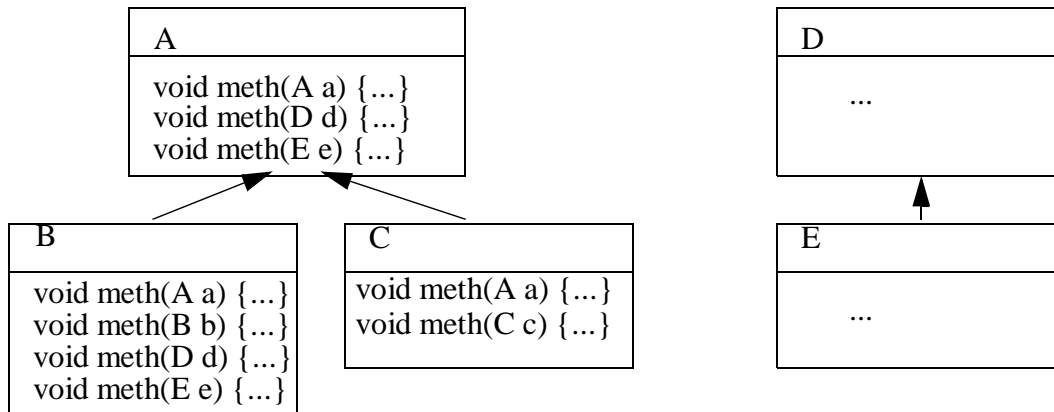 A
void meth(A a) {...}
void meth(D d) {...}
void meth(E e) {...}
D
...
B
void meth(A a) {...}
void meth(B b) {...}
void meth(D d) {...}
void meth(E e) {...}
C
void meth(A a) {...}
void meth(C c) {...}
E
...